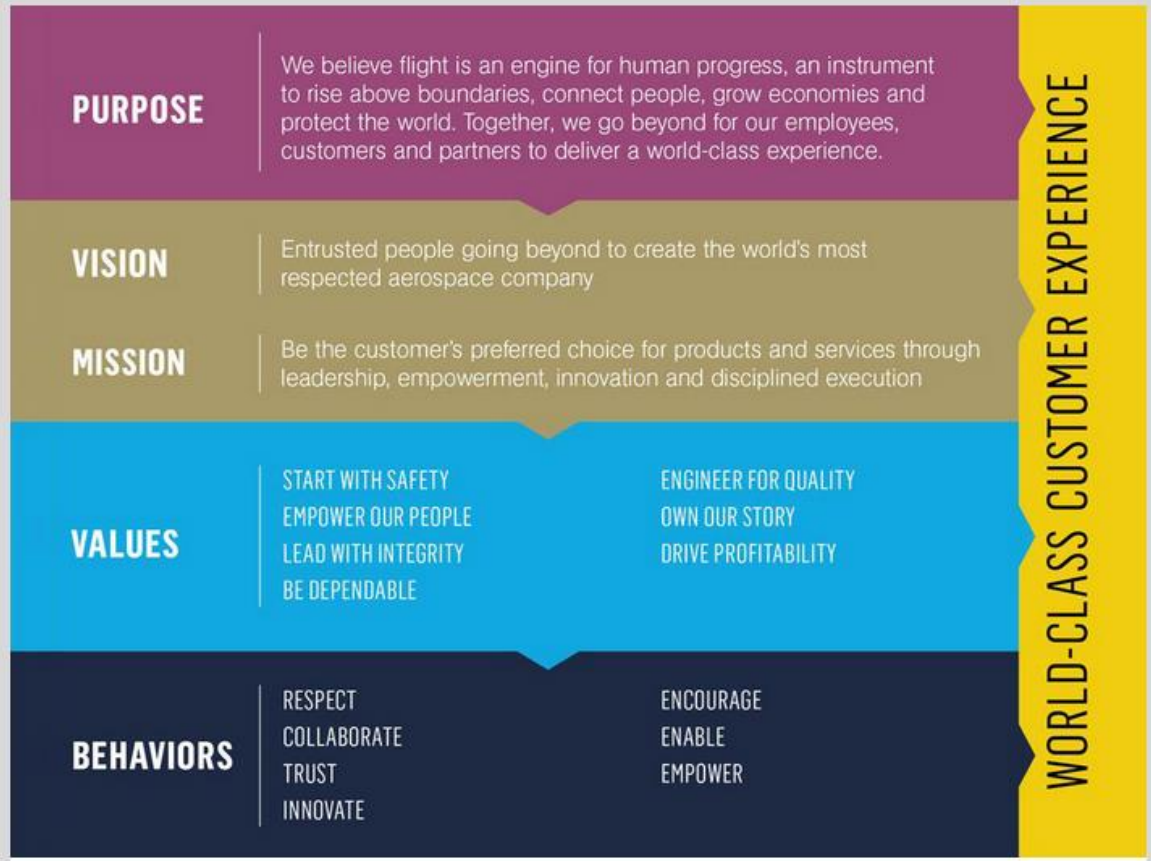 PURPOSE
We believe flight is an engine for human progress, an instrument
to rise above boundaries, connect people, grow economies and
protect the world. Together, we go beyond for our employees,
customers and partners to deliver a world-class experience.
VISION
Entrusted people going beyond to create the world's most
respected aerospace company
MISSION
Be the customer's preferred choice for products and services through
leadership, empowerment, innovation and disciplined execution
VALUES
START WITH SAFETY
EMPOWER OUR PEOPLE
LEAD WITH INTEGRITY
BE DEPENDABLE
ENGINEER FOR QUALITY
OWN OUR STORY
DRIVE PROFITABILITY
BEHAVIORS
RESPECT
COLLABORATE
TRUST
INNOVATE
ENCOURAGE
ENABLE
EMPOWER
WORLD-CLASS CUSTOMER EXPERIENCE